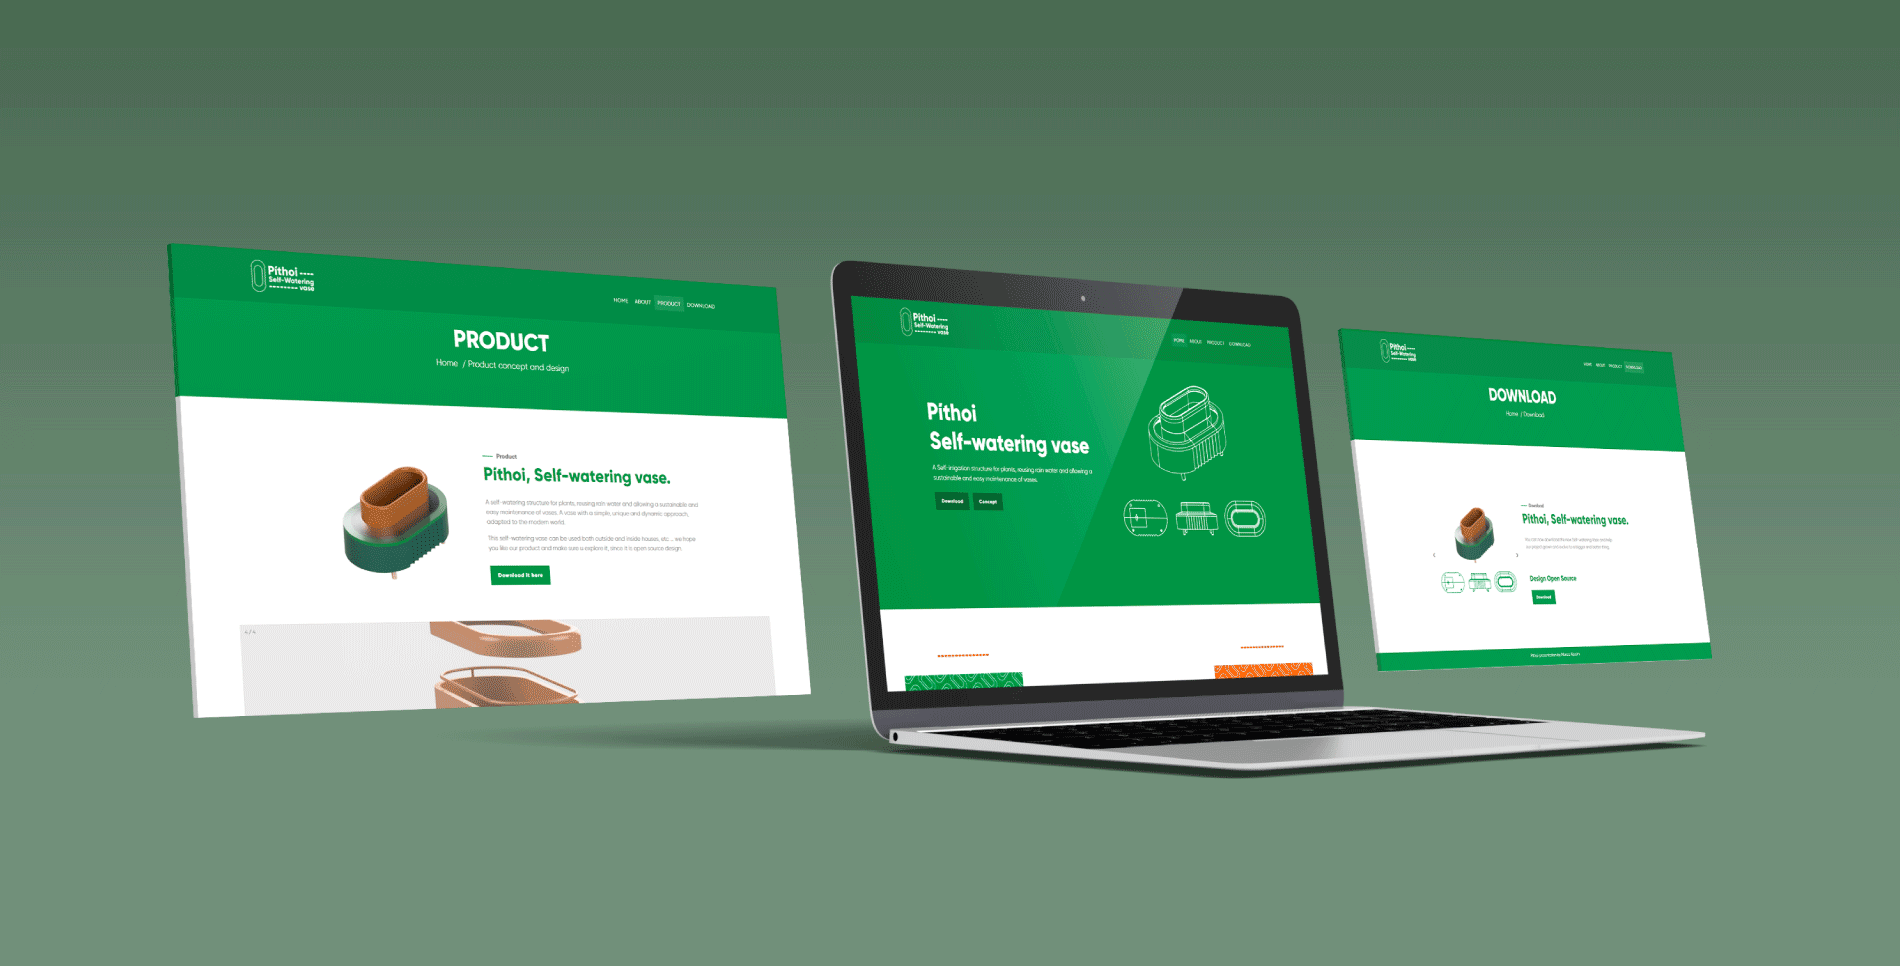 Pithoi
Self-Watering
vase
HOME ABOUT PRODUCT DOWNLOAD
PRODUCT
Home / Product concept and design
Product
Pithoi, Self-watering vase.
A self-watering structure for plants, reusing rain water and allowing a sustainable and
easy maintenance of vases. A vase with a simple, unique and dynamic approach,
adapted to the modern world.
This self-watering vase can be used both outside and inside houses, etc... we hope
you like our product and make sure u explore it, since it is open source design.
Download it here
4 / 4
Pithoi
Self-Watering
vase
HOME ABOUT PRODUCT DOWNLOAD
Pithoi
Self-watering vase
A Self-irrigation structure for plants, reusing rain water and allowing a
sustainable and easy maintenance of vases.
Download Concept
Pithoi
Self-Watering
vase
HOME ABOUT PRODUCT DOWNLOAD
DOWNLOAD
Home / Download
Download
Pithoi, Self-watering vase.
Design Open Source
Download